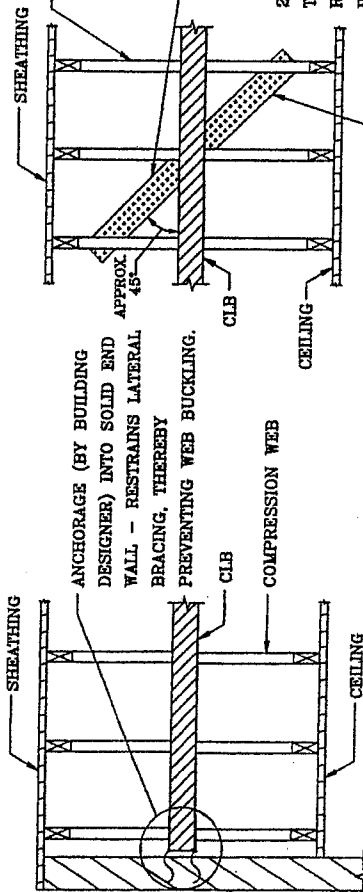 SHEATHING
ANCHORAGE (BY BUILDING
DESIGNER) INTO SOLID END
WALL – RESTRAINS LATERAL
BRACING, THEREBY
PREVENTING WEB BUCKLING.
CLB
COMPRESSION WEB
CEILING
SHEATHING
APPROX.
45°
CLB
CEILING
2
T
R